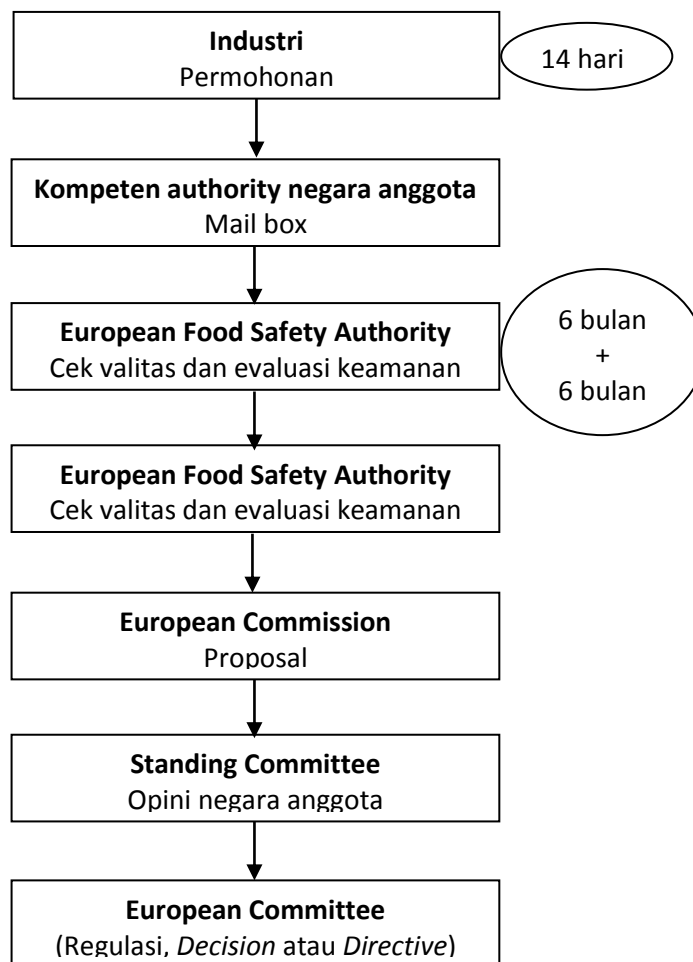 Industri
Permohonan
14 hari
Kompeten authority negara anggota
Mail box
European Food Safety Authority
Cek valitas dan evaluasi keamanan
6 bulan
+
6 bulan
European Food Safety Authority
Cek valitas dan evaluasi keamanan
European Commission
Proposal
Standing Committee
Opini negara anggota
European Committee
(Regulasi, Decision atau Directive)